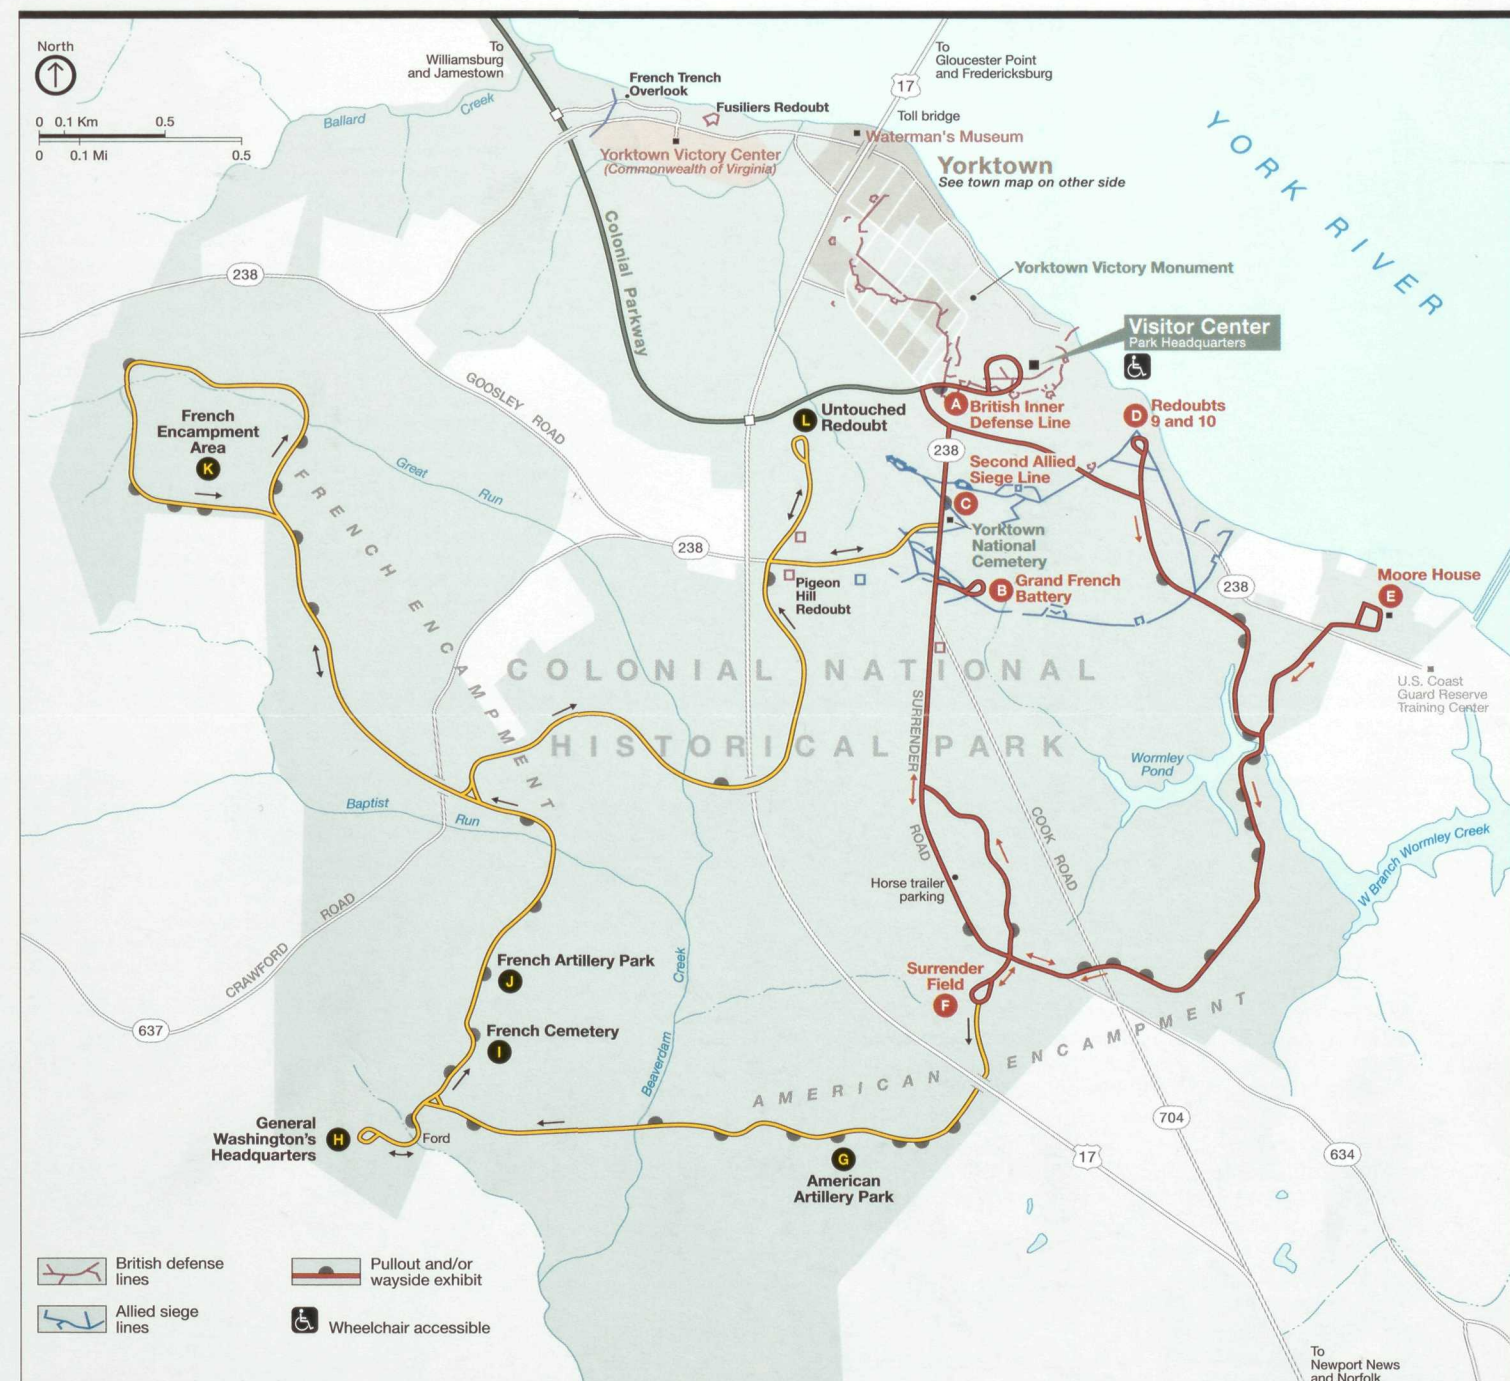 North
0 0.1 Km 0.5
0 0.1 Mi 0.5
To
Williamsburg
and Jamestown
To
Gloucester Point
and Fredericksburg
17
Toll bridge
French Trench
Overlook
Fusiliers Redoubt
Ballard
Creek
Yorktown Victory Center
(Commonwealth of Virginia)
Waterman's Museum
Yorktown
See town map on other side
YORK RIVER
Colonial Parkway
238
Yorktown Victory Monument
Visitor Center
Park Headquarters
GOOSLEY ROAD
French
Encampment
Area
K
L
Untouched
Redoubt
A
British Inner
Defense Line
D
Redoubts
9 and 10
238
Second Allied
Siege Line
C
Great
Run
FRENCH ENCAMPMENT
238
Yorktown
National
Cemetery
Pigeon
Hill
Redoubt
B
Grand French
Battery
238
Moore House
E
U.S. Coast
Guard Reserve
Training Center
COLONIAL NATIONAL
HISTORICAL PARK
SURRENDER
ROAD
Wormley
Pond
COOK ROAD
W Branch Wormley Creek
Baptist
Run
CRAWFORD
ROAD
637
Horse trailer
parking
French Artillery Park
J
French Cemetery
I
Beaverdam
Creek
Surrender
Field
F
AMERICAN ENCAMPMENT
General
Washington's
Headquarters
H
Ford
G
American
Artillery Park
17
704
634
British defense
lines
Allied siege
lines
Pullout and/or
wayside exhibit
Wheelchair accessible
To
Newport News
and Norfolk